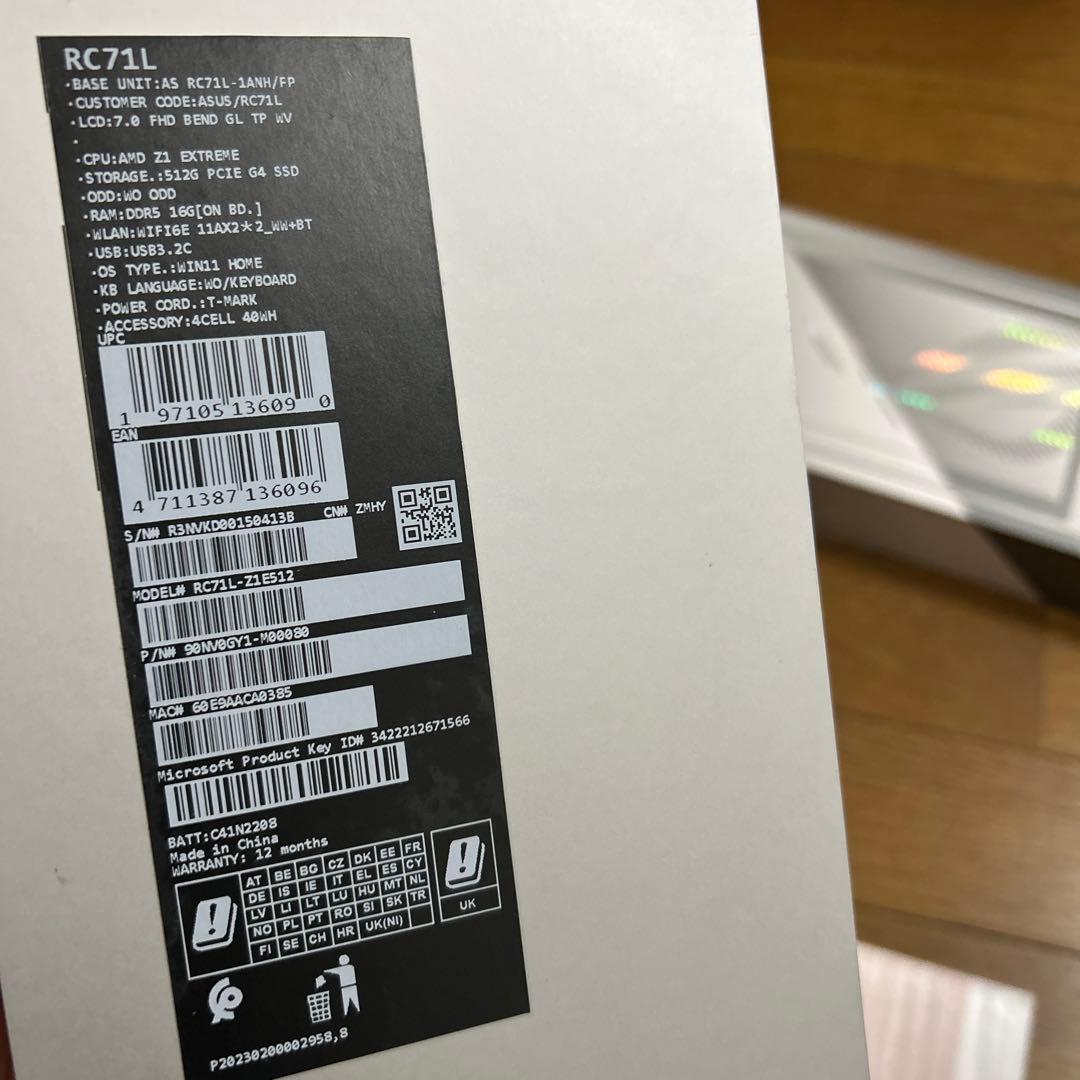 RC71L
·BASE UNIT:AS RC71L-1ANH/FP
·CUSTOMER CODE:ASUS/RC71L
·LCD:7.0 FHD BEND GL TP WV
·
·CPU:AMD Z1 EXTREME
·STORAGE.:512G PCIE G4 SSD
·ODD:WO ODD
·RAM:DDR5 16G[ON BD.]
·WLAN:WIFI6E 11AX2*2_WW+BT
·USB:USB3.2C
·OS TYPE.:WIN11 HOME
·KB LANGUAGE:WO/KEYBOARD
·POWER CORD.:T-MARK
·ACCESSORY:4CELL 40WH
UPC
1 97105 13609 0
EAN
4 711387 136096
S/N# R3NVKD00150413B CN# ZMHY
MODEL# RC71L-Z1E512
P/N# 90NV0GY1-M00080
MAC# 60E9AACA0385
Microsoft Product Key ID# 3422212671566
BATT:C41N2208
Made in China
WARRANTY: 12 months
AT BE BG CZ DK EE FR
DE IS IE IT EL ES CY
LV LI LT LU HU MT NL
NO PL PT RO SI SK TR
FI SE CH HR UK(NI)
UK
P20230200002958,8